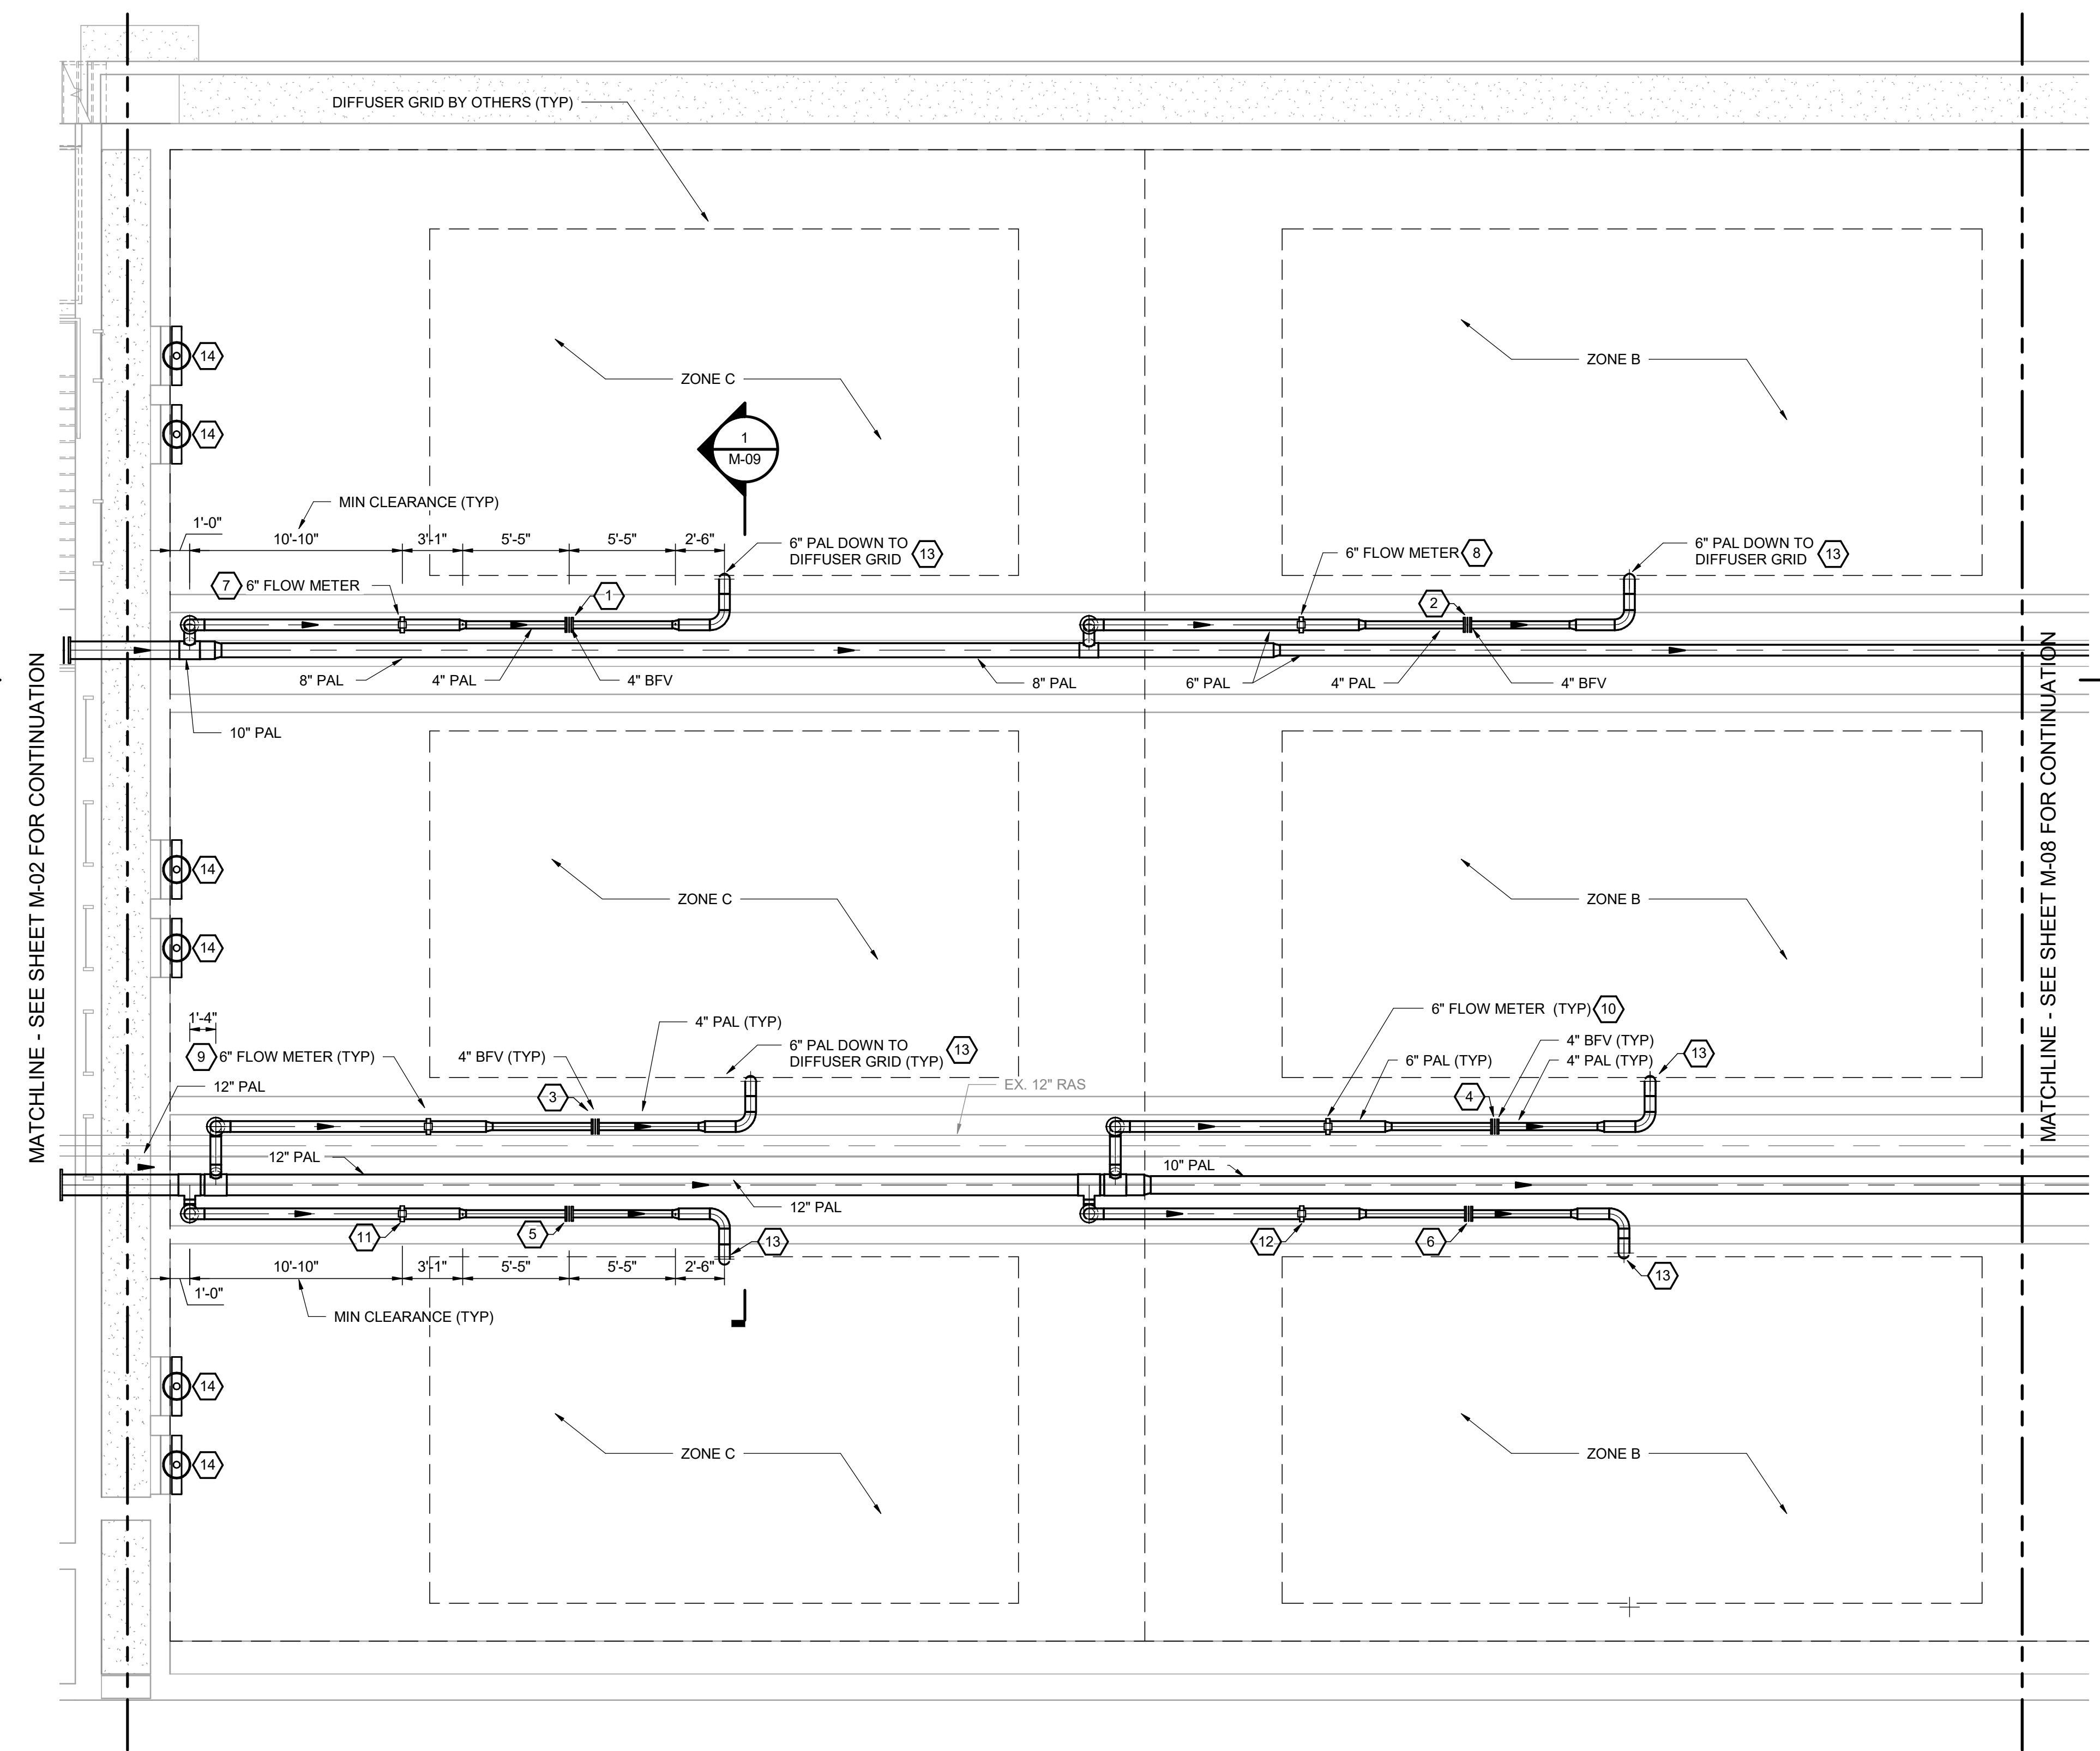 DIFFUSER GRID BY OTHERS (TYP)
14
ZONE C
ZONE B
14
1
M-09
MIN CLEARANCE (TYP)
1'-0"
10'-10"
3'-1"
5'-5"
5'-5"
2'-6"
6" PAL DOWN TO
DIFFUSER GRID
13
6" FLOW METER
8
6" PAL DOWN TO
DIFFUSER GRID
13
7
6" FLOW METER
1
2
8" PAL
4" PAL
4" BFV
8" PAL
6" PAL
4" PAL
4" BFV
10" PAL
MATCHLINE - SEE SHEET M-02 FOR CONTINUATION
MATCHLINE - SEE SHEET M-08 FOR CONTINUATION
14
ZONE C
ZONE B
14
1'-4"
4" PAL (TYP)
6" FLOW METER (TYP)
10
9
6" FLOW METER (TYP)
4" BFV (TYP)
6" PAL DOWN TO
DIFFUSER GRID (TYP)
13
4" BFV (TYP)
6" PAL (TYP)
4" PAL (TYP)
13
12" PAL
3
EX. 12" RAS
4
12" PAL
10" PAL
12" PAL
11
5
13
12
6
10'-10"
3'-1"
5'-5"
5'-5"
2'-6"
13
1'-0"
MIN CLEARANCE (TYP)
14
ZONE C
ZONE B
14